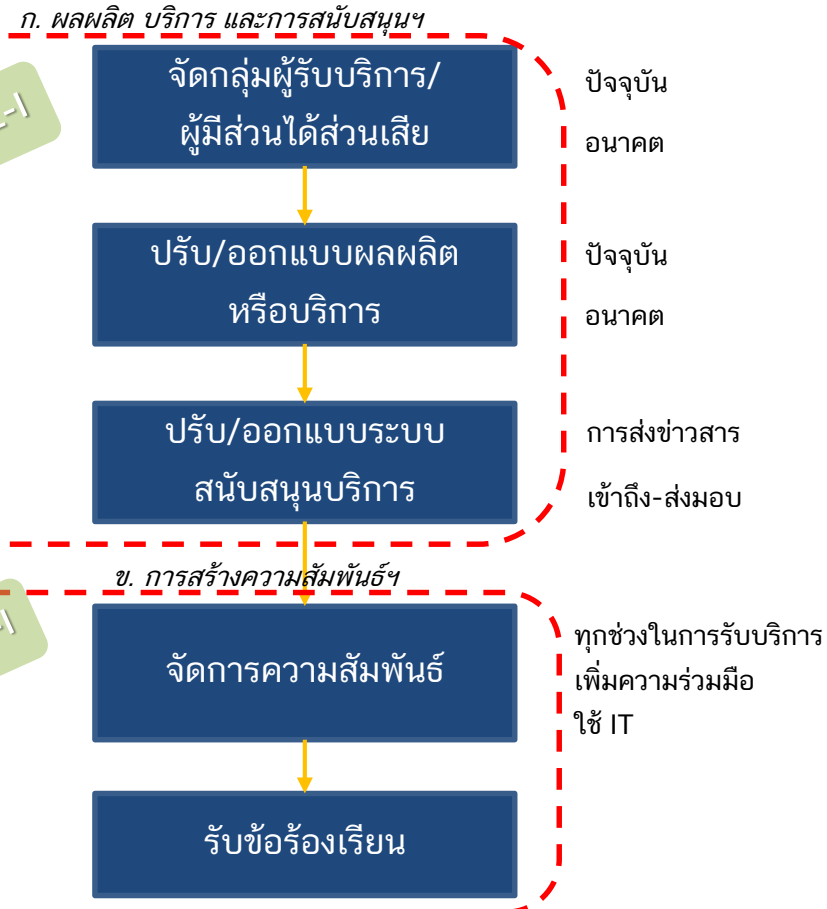 ก. ผลผลิต บริการ และการสนับสนุนฯ
จัดกลุ่มผู้รับบริการ/
ผู้มีส่วนได้ส่วนเสีย
ปัจจุบัน
อนาคต
ปรับ/ออกแบบผลผลิต
หรือบริการ
ปัจจุบัน
อนาคต
ปรับ/ออกแบบระบบ
สนับสนุนบริการ
การส่งข่าวสาร
เข้าถึง-ส่งมอบ
ข. การสร้างความสัมพันธ์ฯ
จัดการความสัมพันธ์
ทุกช่วงในการรับบริการ
เพิ่มความร่วมมือ
ใช้ IT
รับข้อร้องเรียน